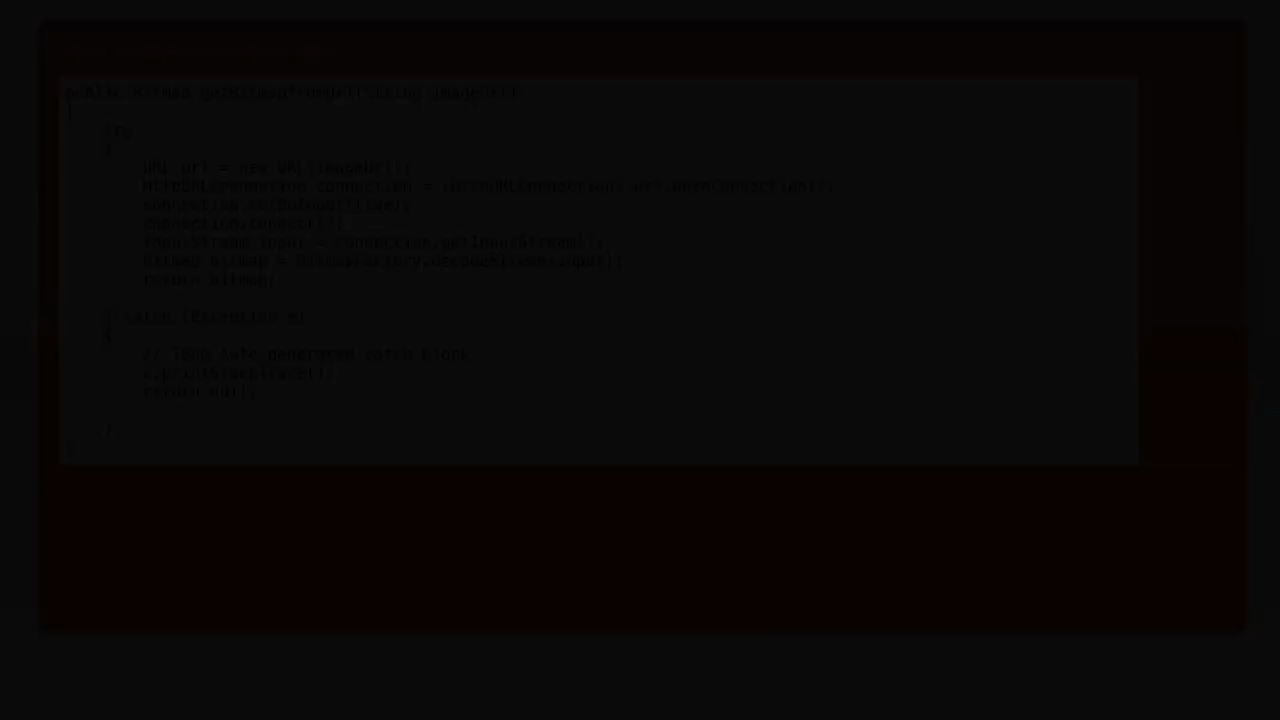 public Bitmap getBitmapfromUrl(String imageUrl)
{
try
{
URL url = new URL(imageUrl);
HttpURLConnection connection = (HttpURLConnection) url.openConnection();
connection.setDoInput(true);
connection.connect();
InputStream input = connection.getInputStream();
Bitmap bitmap = BitmapFactory.decodeStream(input);
return bitmap;
} catch (Exception e)
{
// TODO Auto-generated catch block
e.printStackTrace();
return null;
}
}